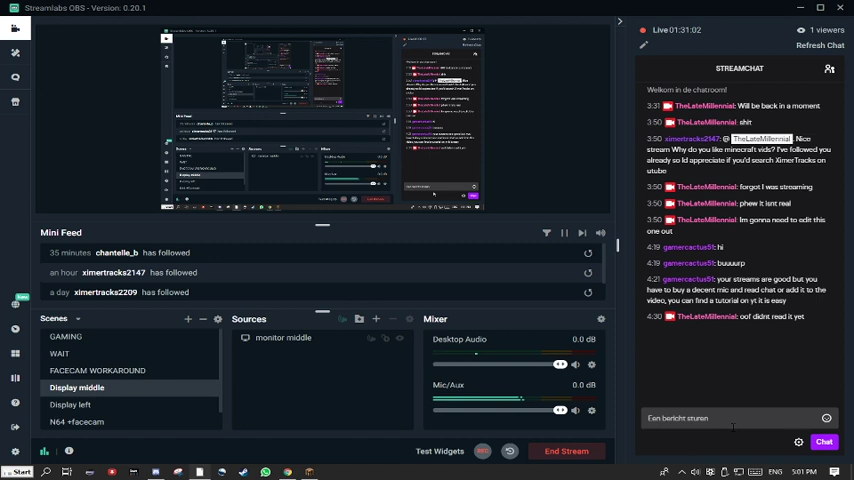 Streamlabs OBS - Version: 0.20.1
Live 01:31:02
1 viewers
Refresh Chat
STREAMCHAT
Welkom in de chatroom!
3:31 TheLateMillennial: Will be back in a moment
3:50 TheLateMillennial: shit
3:50 ximertracks2147: @ TheLateMillennial Nice
stream Why do you like minecraft vids? I've followed you
already so Id appreciate if you'd search XimerTracks on
utube
3:50 TheLateMillennial: forgot I was streaming
3:50 TheLateMillennial: phew it isnt real
3:50 TheLateMillennial: Im gonna need to edit this
one out
4:19 gamercactus51: hi
4:19 gamercactus51: buuuurp
4:21 gamercactus51: your streams are good but you
have to buy a decent mic and read chat or add it to the
video, you can find a tutorial on yt it is easy
4:30 TheLateMillennial: oof didnt read it yet
Een bericht sturen
Chat
Mini Feed
35 minutes chantelle_b has followed
an hour ximertracks2147 has followed
a day ximertracks2209 has followed
Scenes
GAMING
WAIT
FACECAM WORKAROUND
Display middle
Display left
N64 +facecam
Sources
monitor middle
Mixer
Desktop Audio 0.0 dB
Mic/Aux 0.0 dB
Test Widgets
REC
End Stream
Start
ENG
5:01 PM